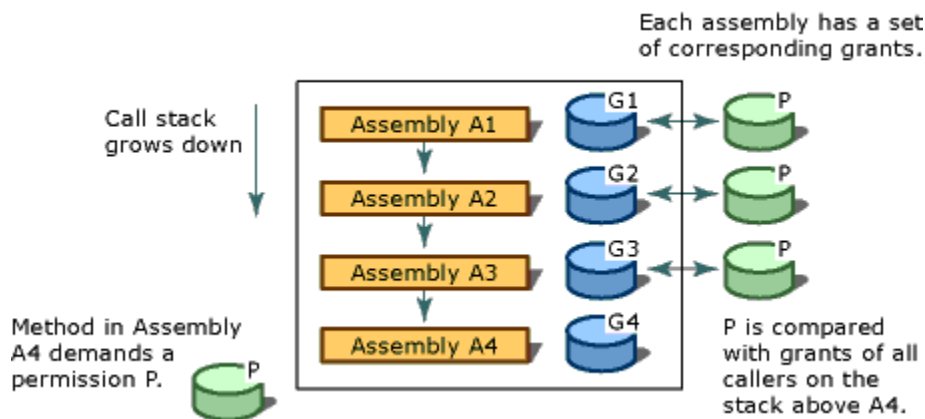 Each assembly has a set
of corresponding grants.
Call stack
grows down
Assembly A1
G1
P
Assembly A2
G2
P
Assembly A3
G3
P
Assembly A4
G4
Method in Assembly
A4 demands a
permission P.
P
P is compared
with grants of all
callers on the
stack above A4.